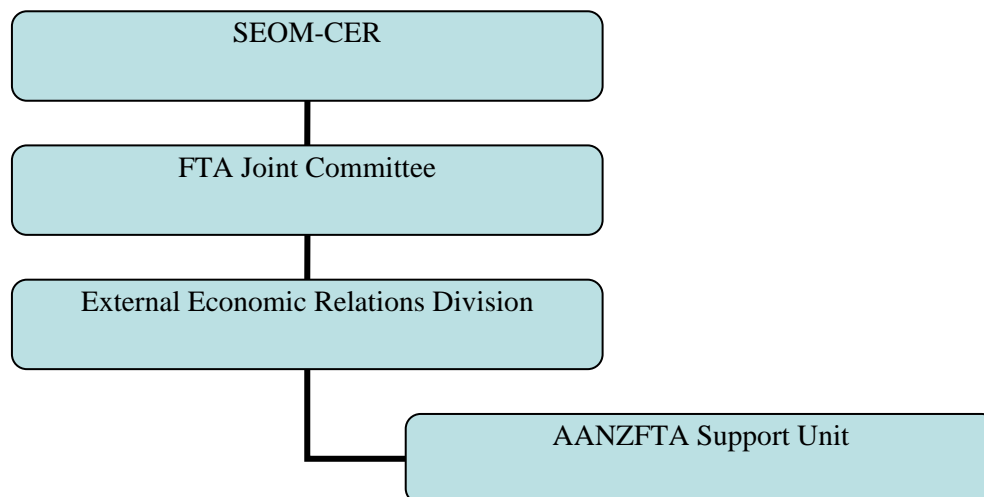 SEOM-CER
FTA Joint Committee
External Economic Relations Division
AANZFTA Support Unit